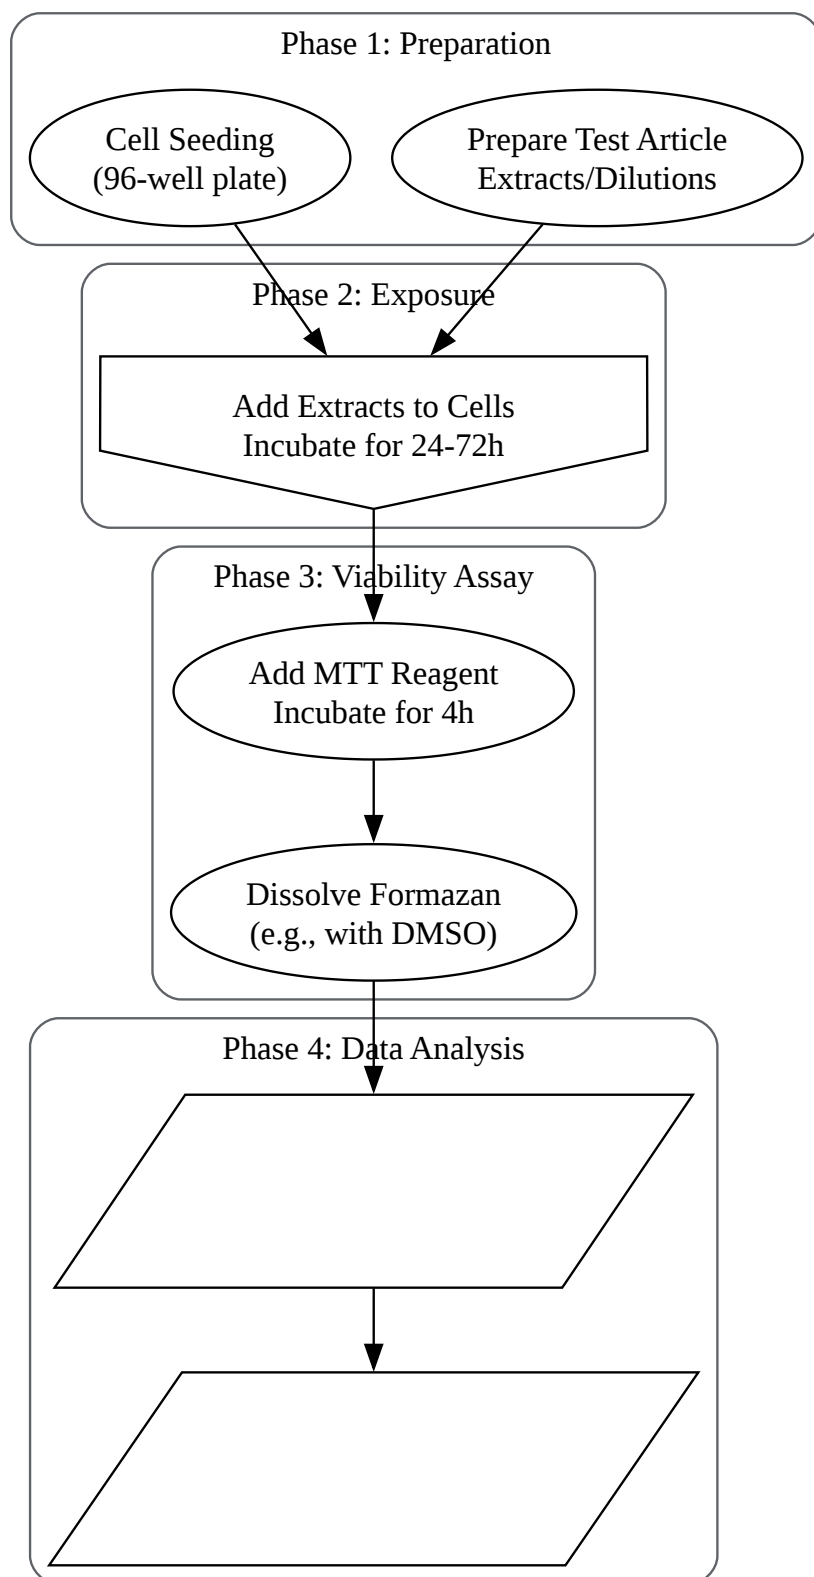 Phase 1: Preparation
Cell Seeding
(96-well plate)
Prepare Test Article
Extracts/Dilutions
Phase 2: Exposure
Add Extracts to Cells
Incubate for 24-72h
Phase 3: Viability Assay
Add MTT Reagent
Incubate for 4h
Dissolve Formazan
(e.g., with DMSO)
Phase 4: Data Analysis